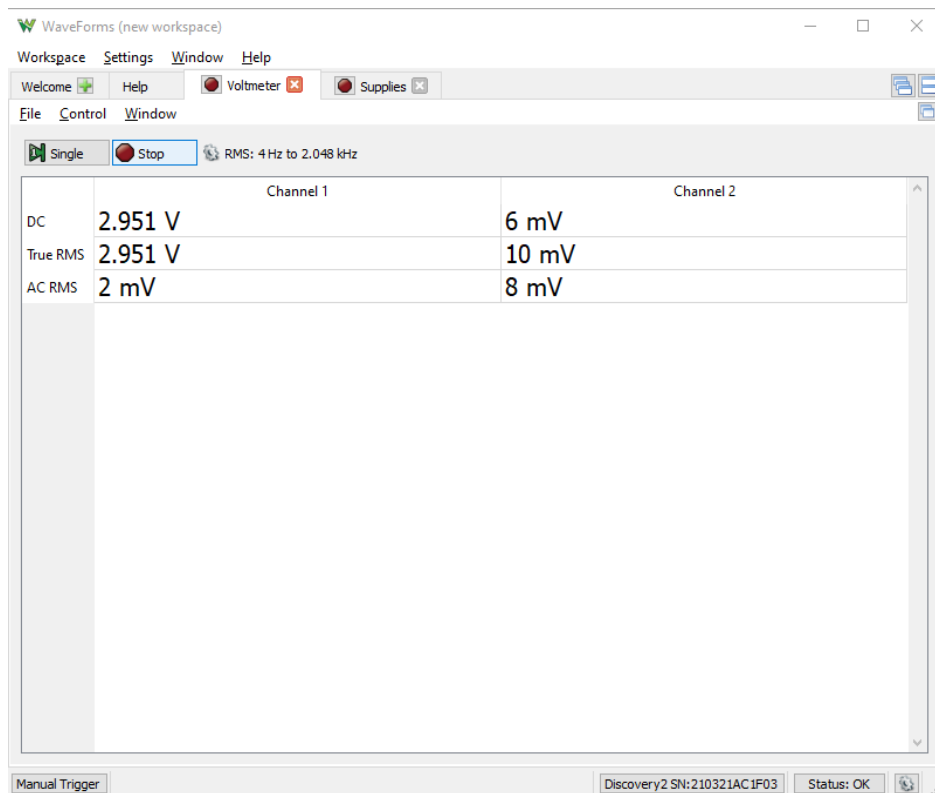 WaveForms (new workspace)
Workspace Settings Window Help
Welcome Help Voltmeter Supplies
File Control Window
Single Stop RMS: 4 Hz to 2.048 kHz
Channel 1 Channel 2
DC 2.951 V 6 mV
True RMS 2.951 V 10 mV
AC RMS 2 mV 8 mV
Manual Trigger Discovery2 SN:210321AC1F03 Status: OK